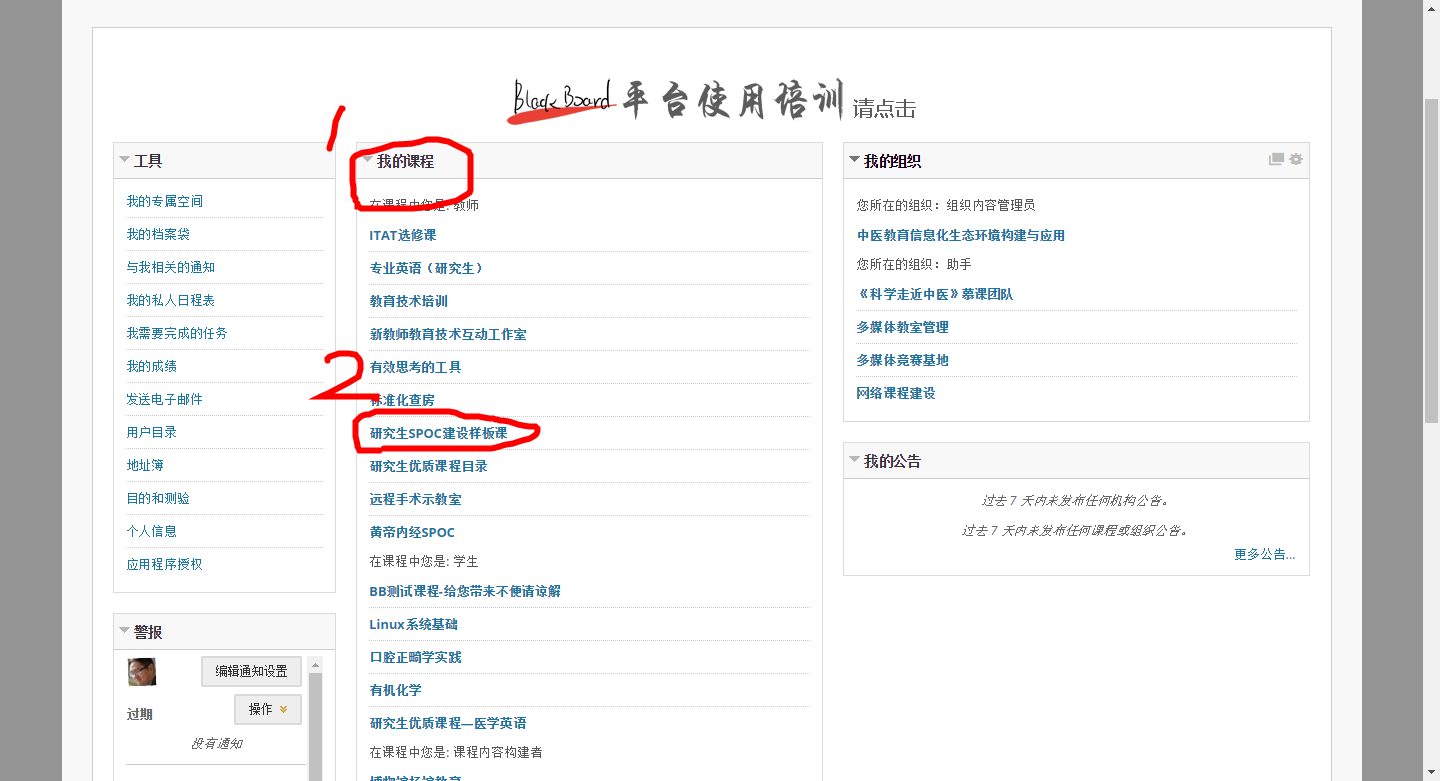 BlackBoard平台使用培训 请点击
1
工具
我的专属空间
我的档案袋
与我相关的通知
我的私人日程表
我需要完成的任务
我的成绩
发送电子邮件
用户目录
地址簿
目的和测验
个人信息
应用程序授权
警报
编辑通知设置
过期
操作
没有通知
我的课程
在课程中您是: 教师
ITAT选修课
专业英语（研究生）
教育技术培训
新教师教育技术互动工作室
2
有效思考的工具
标准化查房
研究生SPOC建设样板课
研究生优质课程目录
远程手术示教室
黄帝内经SPOC
在课程中您是: 学生
BB测试课程-给您带来不便请谅解
Linux系统基础
口腔正畸学实践
有机化学
研究生优质课程—医学英语
在课程中您是: 课程内容构建者
我的组织
您所在的组织：组织内容管理员
中医教育信息化生态环境构建与应用
您所在的组织：助手
《科学走近中医》慕课团队
多媒体教室管理
多媒体竞赛基地
网络课程建设
我的公告
过去 7 天内未发布任何机构公告。
过去 7 天内未发布任何课程或组织公告。
更多公告...